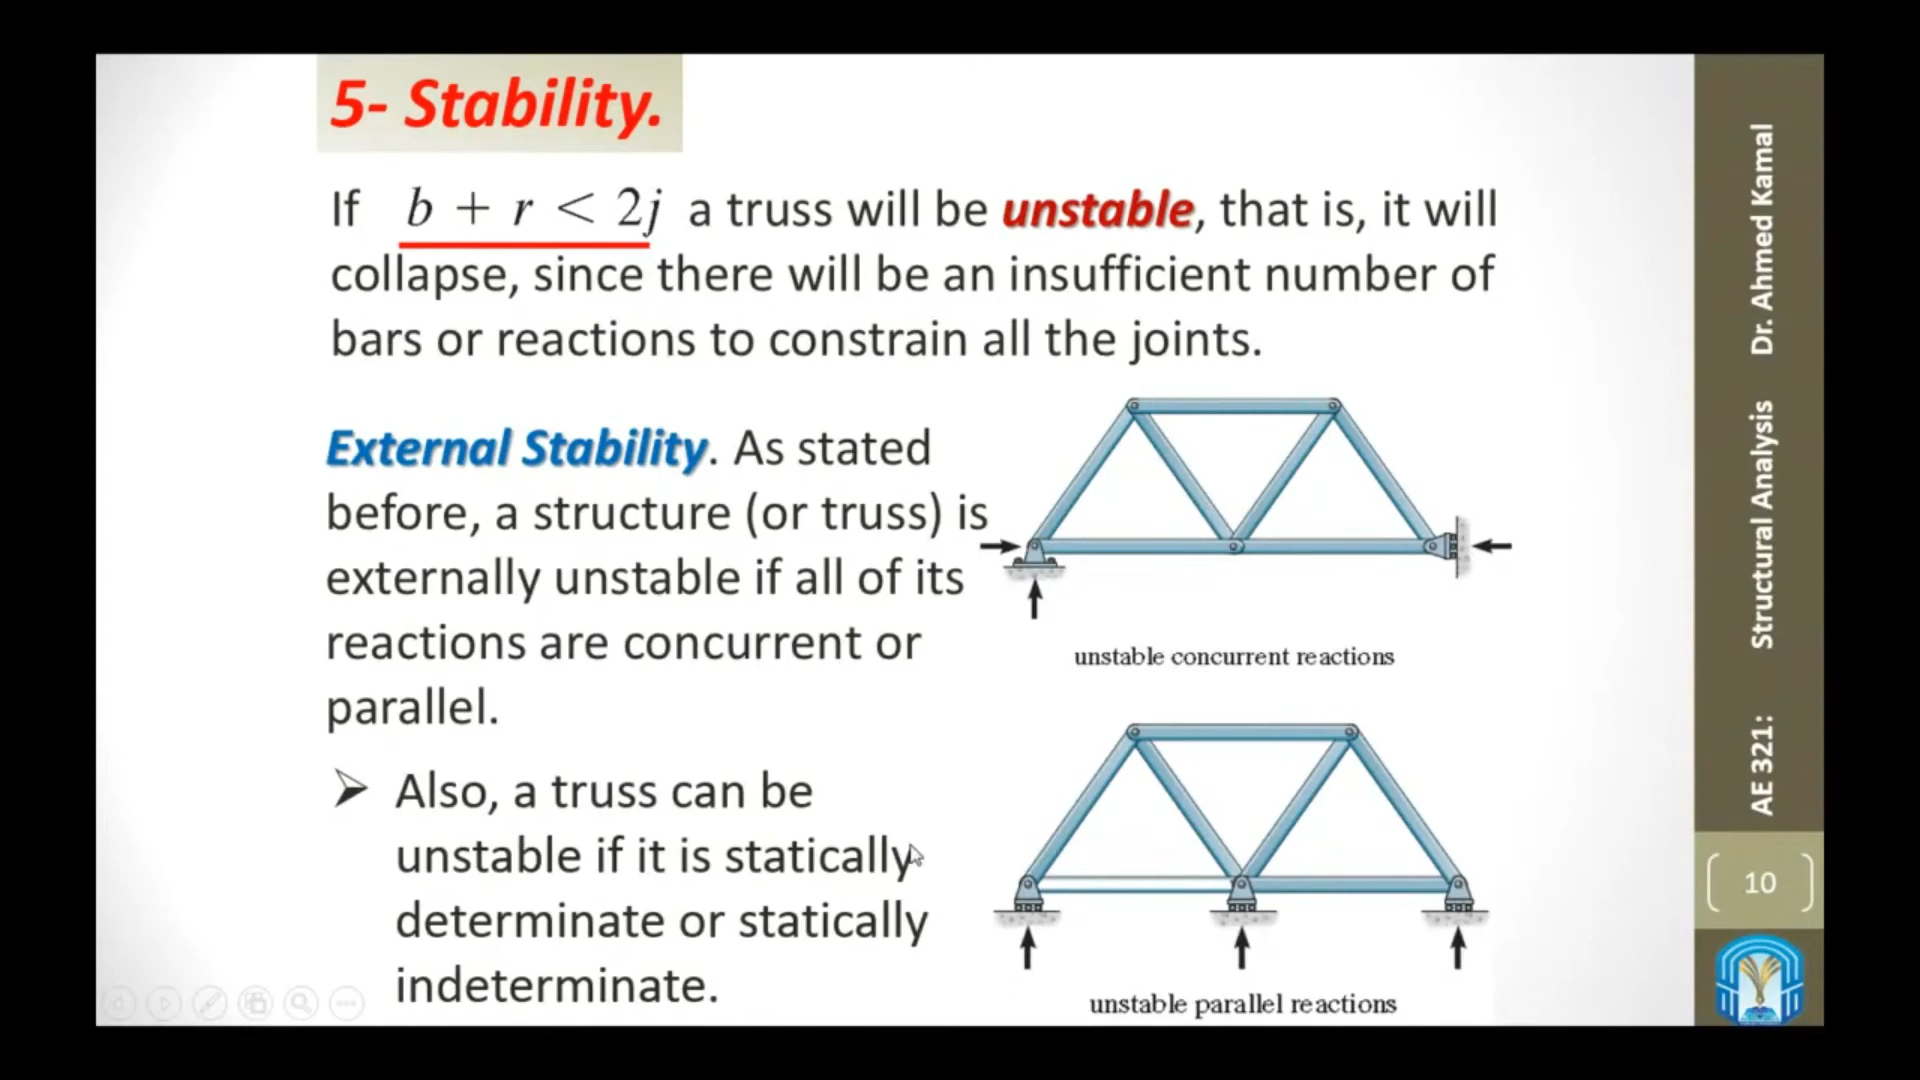 5- Stability.
If b + r < 2j a truss will be unstable, that is, it will
collapse, since there will be an insufficient number of
bars or reactions to constrain all the joints.
External Stability. As stated
before, a structure (or truss) is
externally unstable if all of its
reactions are concurrent or
parallel.
➢ Also, a truss can be
unstable if it is statically
determinate or statically
indeterminate.
unstable concurrent reactions
unstable parallel reactions
AE 321: Structural Analysis Dr. Ahmed Kamal
10